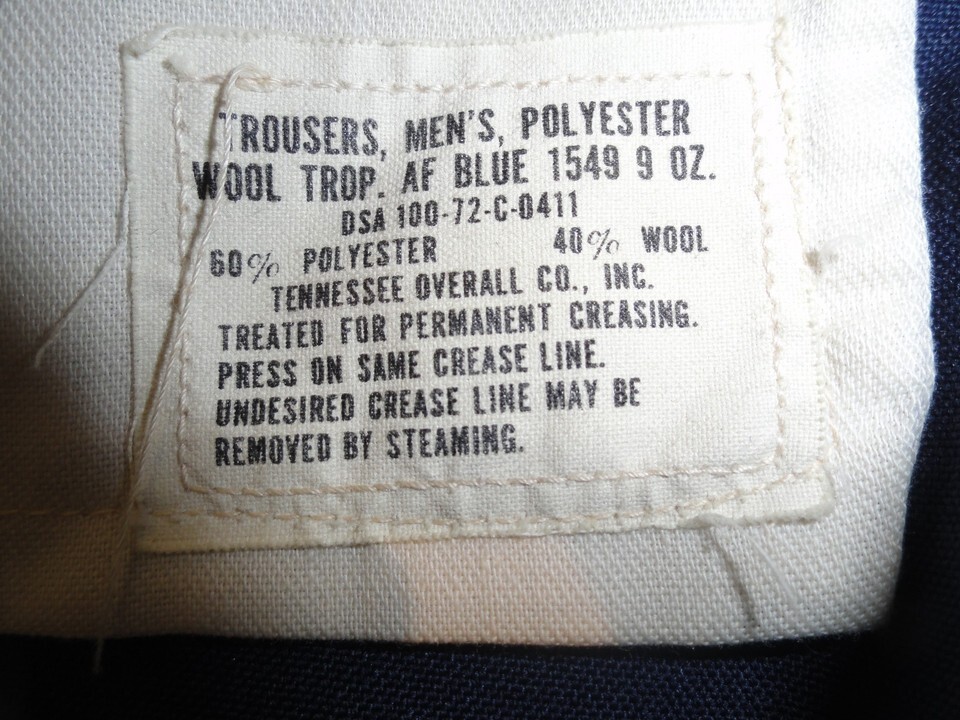 TROUSERS, MEN'S, POLYESTER
WOOL TROP. AF BLUE 1549 9 OZ.
DSA 100-72-C-0411
60% POLYESTER 40% WOOL
TENNESSEE OVERALL CO., INC.
TREATED FOR PERMANENT CREASING.
PRESS ON SAME CREASE LINE.
UNDESIRED CREASE LINE MAY BE
REMOVED BY STEAMING.